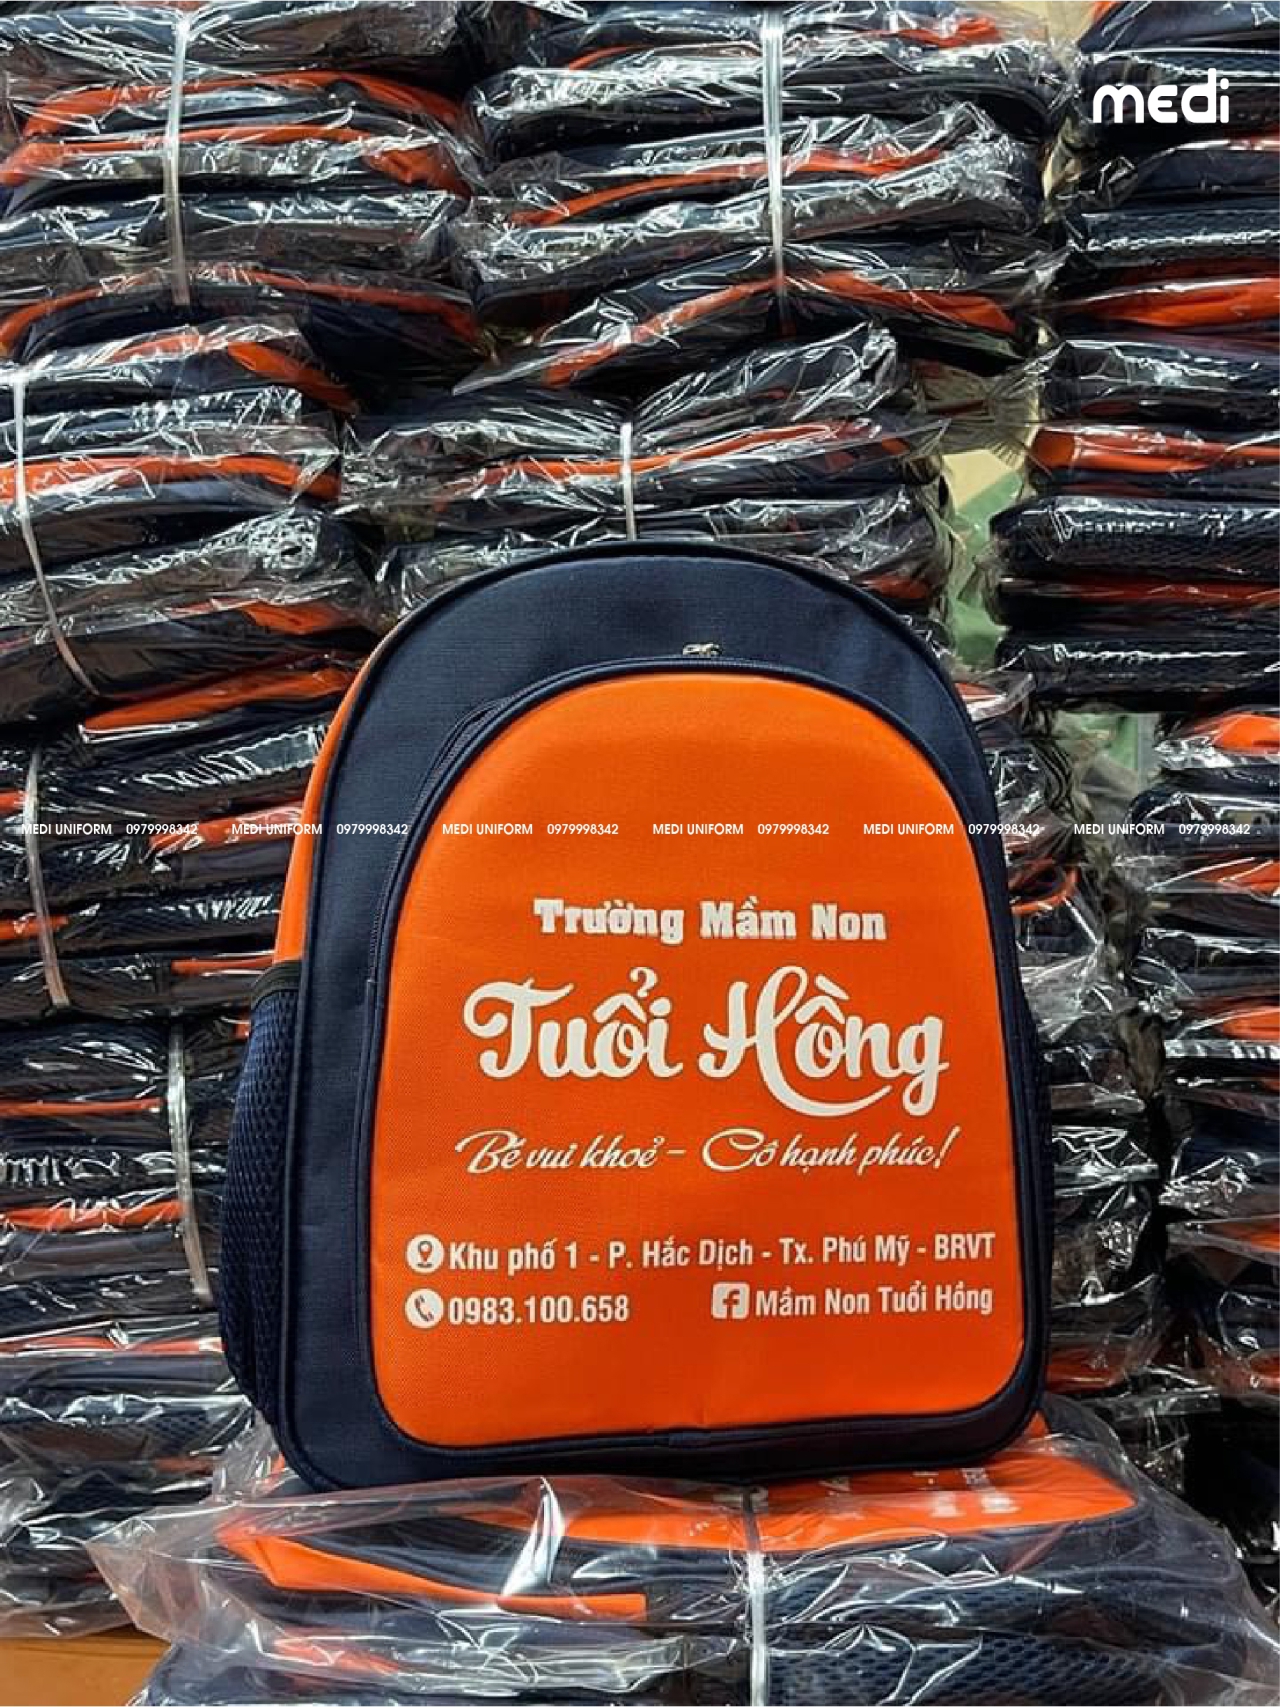 medi
MEDI UNIFORM 0979998342 MEDI UNIFORM 0979998342 MEDI UNIFORM 0979998342 MEDI UNIFORM 0979998342 MEDI UNIFORM 0979998342 MEDI UNIFORM 0979998342
Trường Mầm Non
Tuổi Hồng
Bé vui khoẻ - Cô hạnh phúc!
Khu phố 1 - P. Hắc Dịch - Tx. Phú Mỹ - BRVT
0983.100.658 Mầm Non Tuổi Hồng